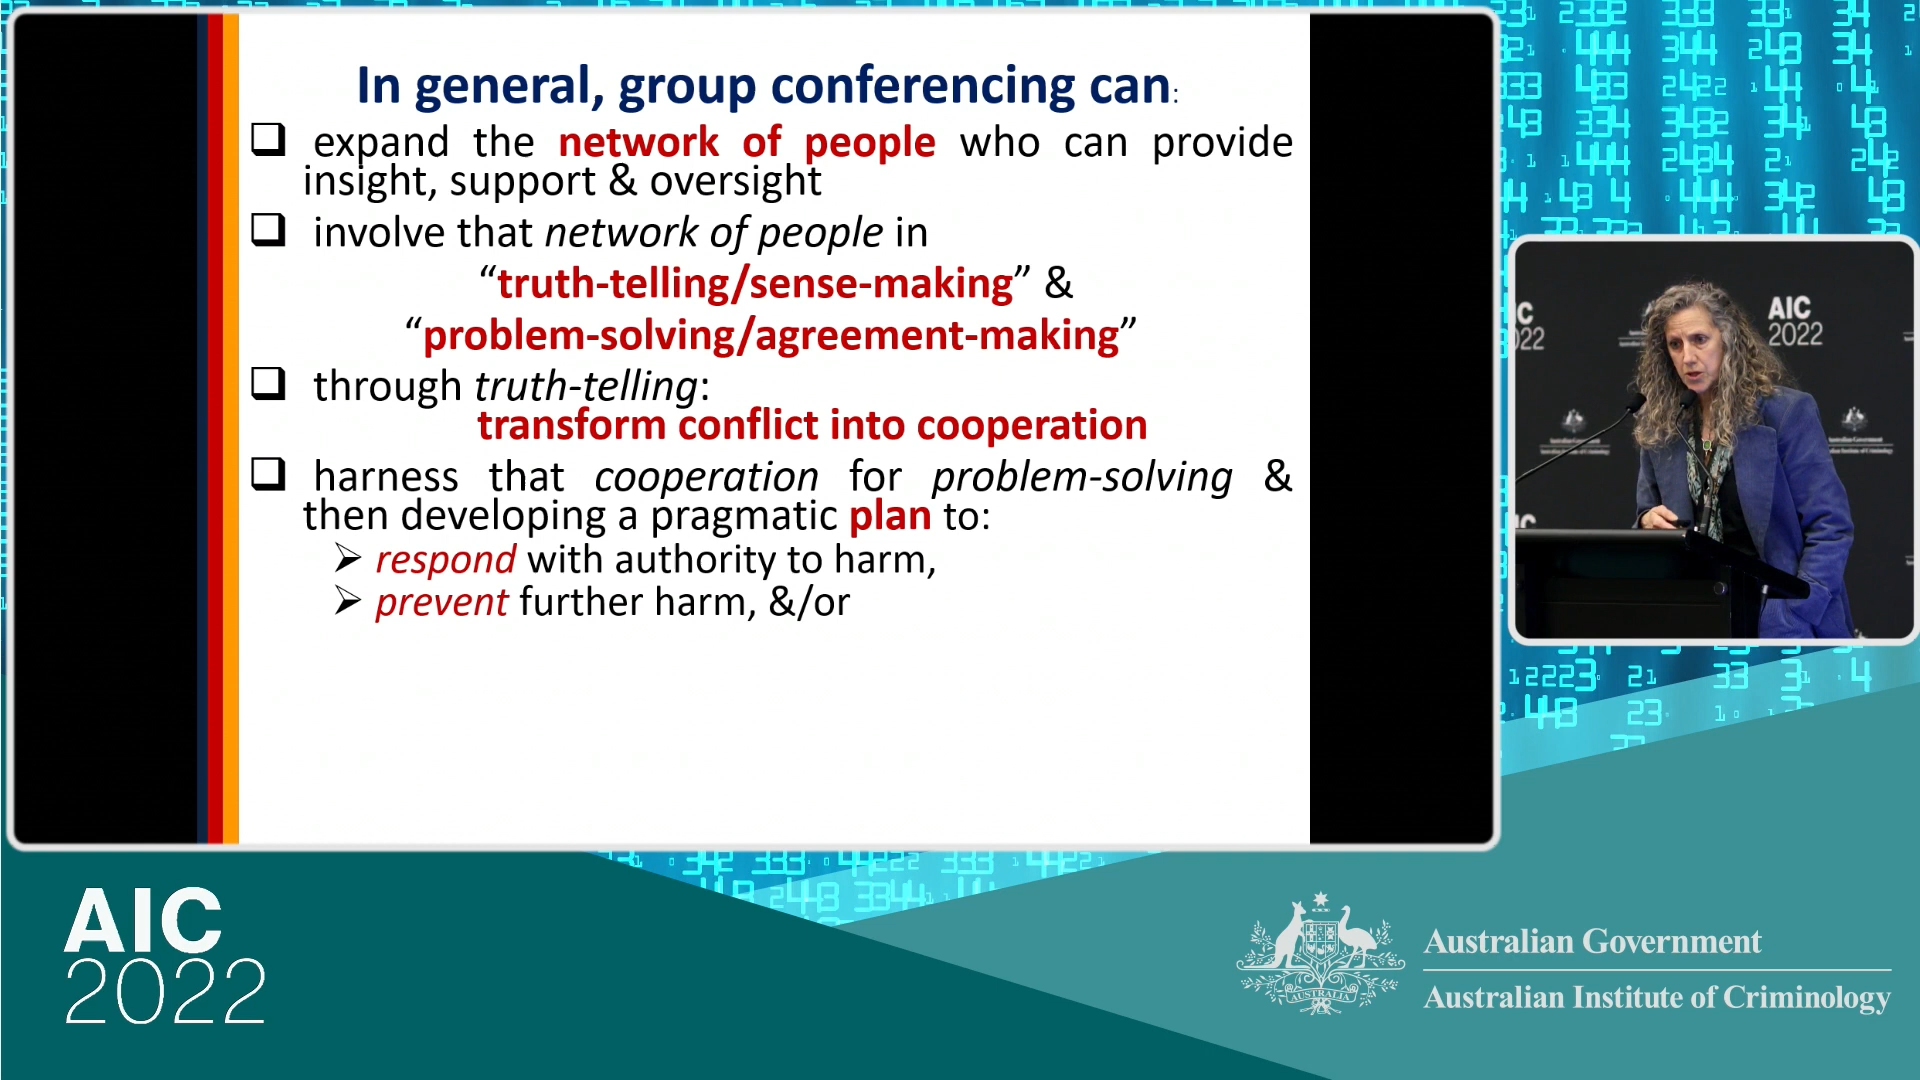 In general, group conferencing can:
❑ expand the network of people who can provide
insight, support & oversight
❑ involve that network of people in
“truth-telling/sense-making” &
“problem-solving/agreement-making”
❑ through truth-telling:
transform conflict into cooperation
❑ harness that cooperation for problem-solving &
then developing a pragmatic plan to:
➢ respond with authority to harm,
➢ prevent further harm, &/or
AIC
2022
AIC
2022
Australian Government
Australian Institute of Criminology
AUSTRALIA